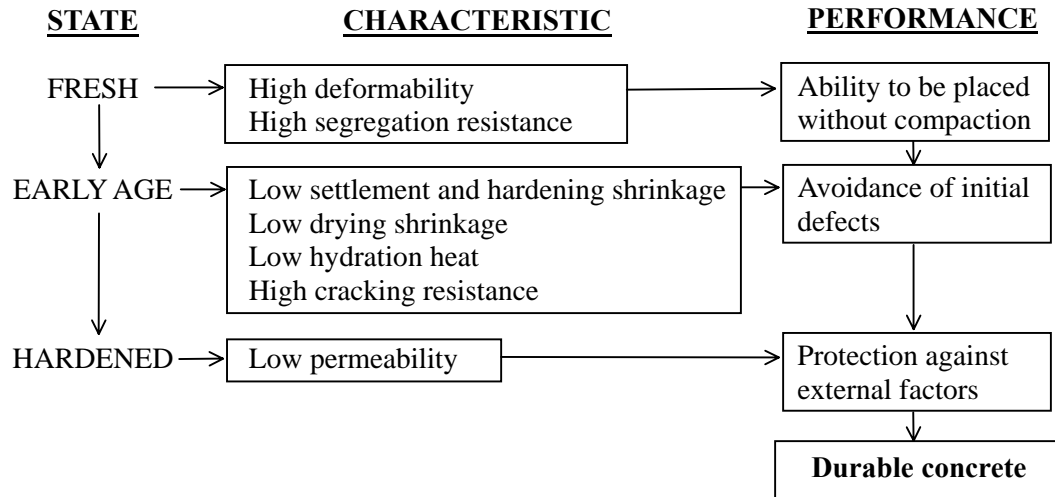 STATE
CHARACTERISTIC
PERFORMANCE
FRESH
High deformability
High segregation resistance
Ability to be placed
without compaction
EARLY AGE
Low settlement and hardening shrinkage
Low drying shrinkage
Low hydration heat
High cracking resistance
Avoidance of initial
defects
HARDENED
Low permeability
Protection against
external factors
Durable concrete